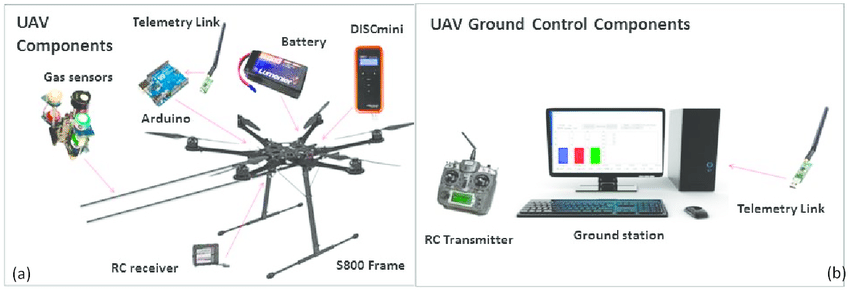 UAV
Components
Telemetry Link
Battery
DISCmini
Gas sensors
Arduino
Lumenier
RC receiver
S800 Frame
(a)
UAV Ground Control Components
RC Transmitter
Ground station
Telemetry Link
(b)